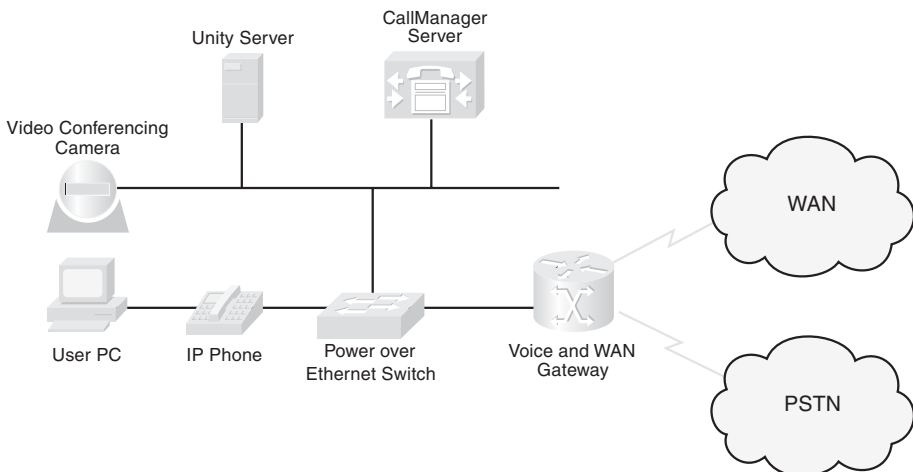 CallManager
Server
Unity Server
Video Conferencing
Camera
WAN
User PC
IP Phone
Power over
Ethernet Switch
Voice and WAN
Gateway
PSTN